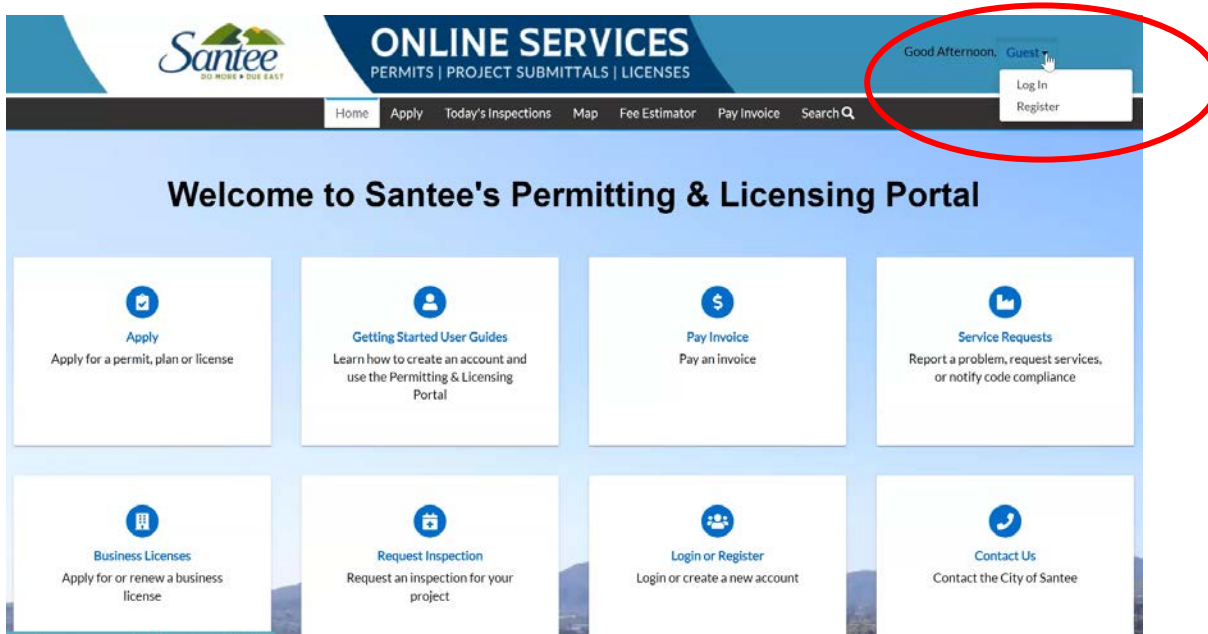 Santee
DO MORE ▸ DUE EAST
ONLINE SERVICES
PERMITS | PROJECT SUBMITTALS | LICENSES
Good Afternoon, Guest
Log In
Register
Home Apply Today's Inspections Map Fee Estimator Pay Invoice Search
Welcome to Santee's Permitting & Licensing Portal
Apply
Apply for a permit, plan or license
Getting Started User Guides
Learn how to create an account and
use the Permitting & Licensing
Portal
Pay Invoice
Pay an invoice
Service Requests
Report a problem, request services,
or notify code compliance
Business Licenses
Apply for or renew a business
license
Request Inspection
Request an inspection for your
project
Login or Register
Login or create a new account
Contact Us
Contact the City of Santee